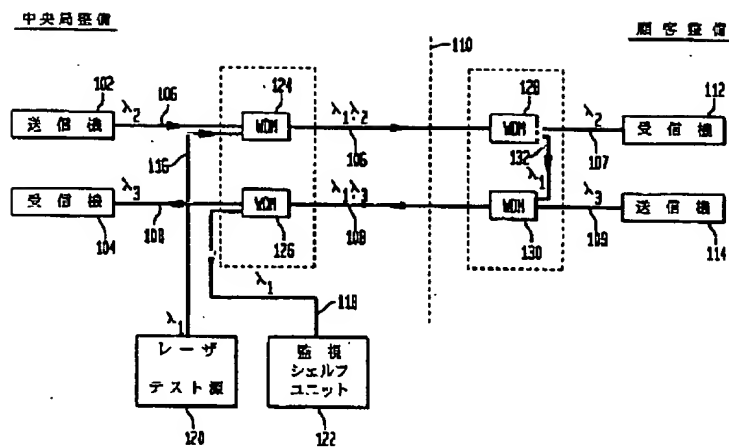 中央局整備
顧客整備
110
102
送信機
λ2
106
124
WDM
λ1,λ2
106
128
WDM
λ2
107
112
受信機
116
132
λ1
受信機
104
λ3
108
WDM
126
λ1,λ3
108
WDM
130
λ3
109
送信機
114
λ1
118
λ1
レーザ
テスト源
120
監視
シェルフ
ユニット
122